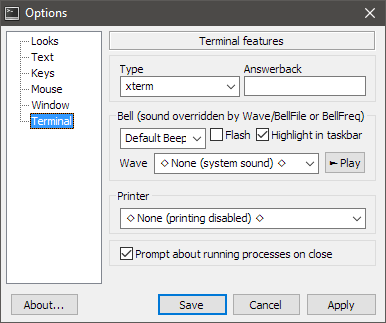 Options
Looks
Text
Keys
Mouse
Window
Terminal
Terminal features
Type
Answerback
xterm
Bell (sound overridden by Wave/BellFile or BellFreq)
Default Beep
Flash
Highlight in taskbar
Wave
None (system sound)
► Play
Printer
None (printing disabled)
Prompt about running processes on close
About...
Save
Cancel
Apply